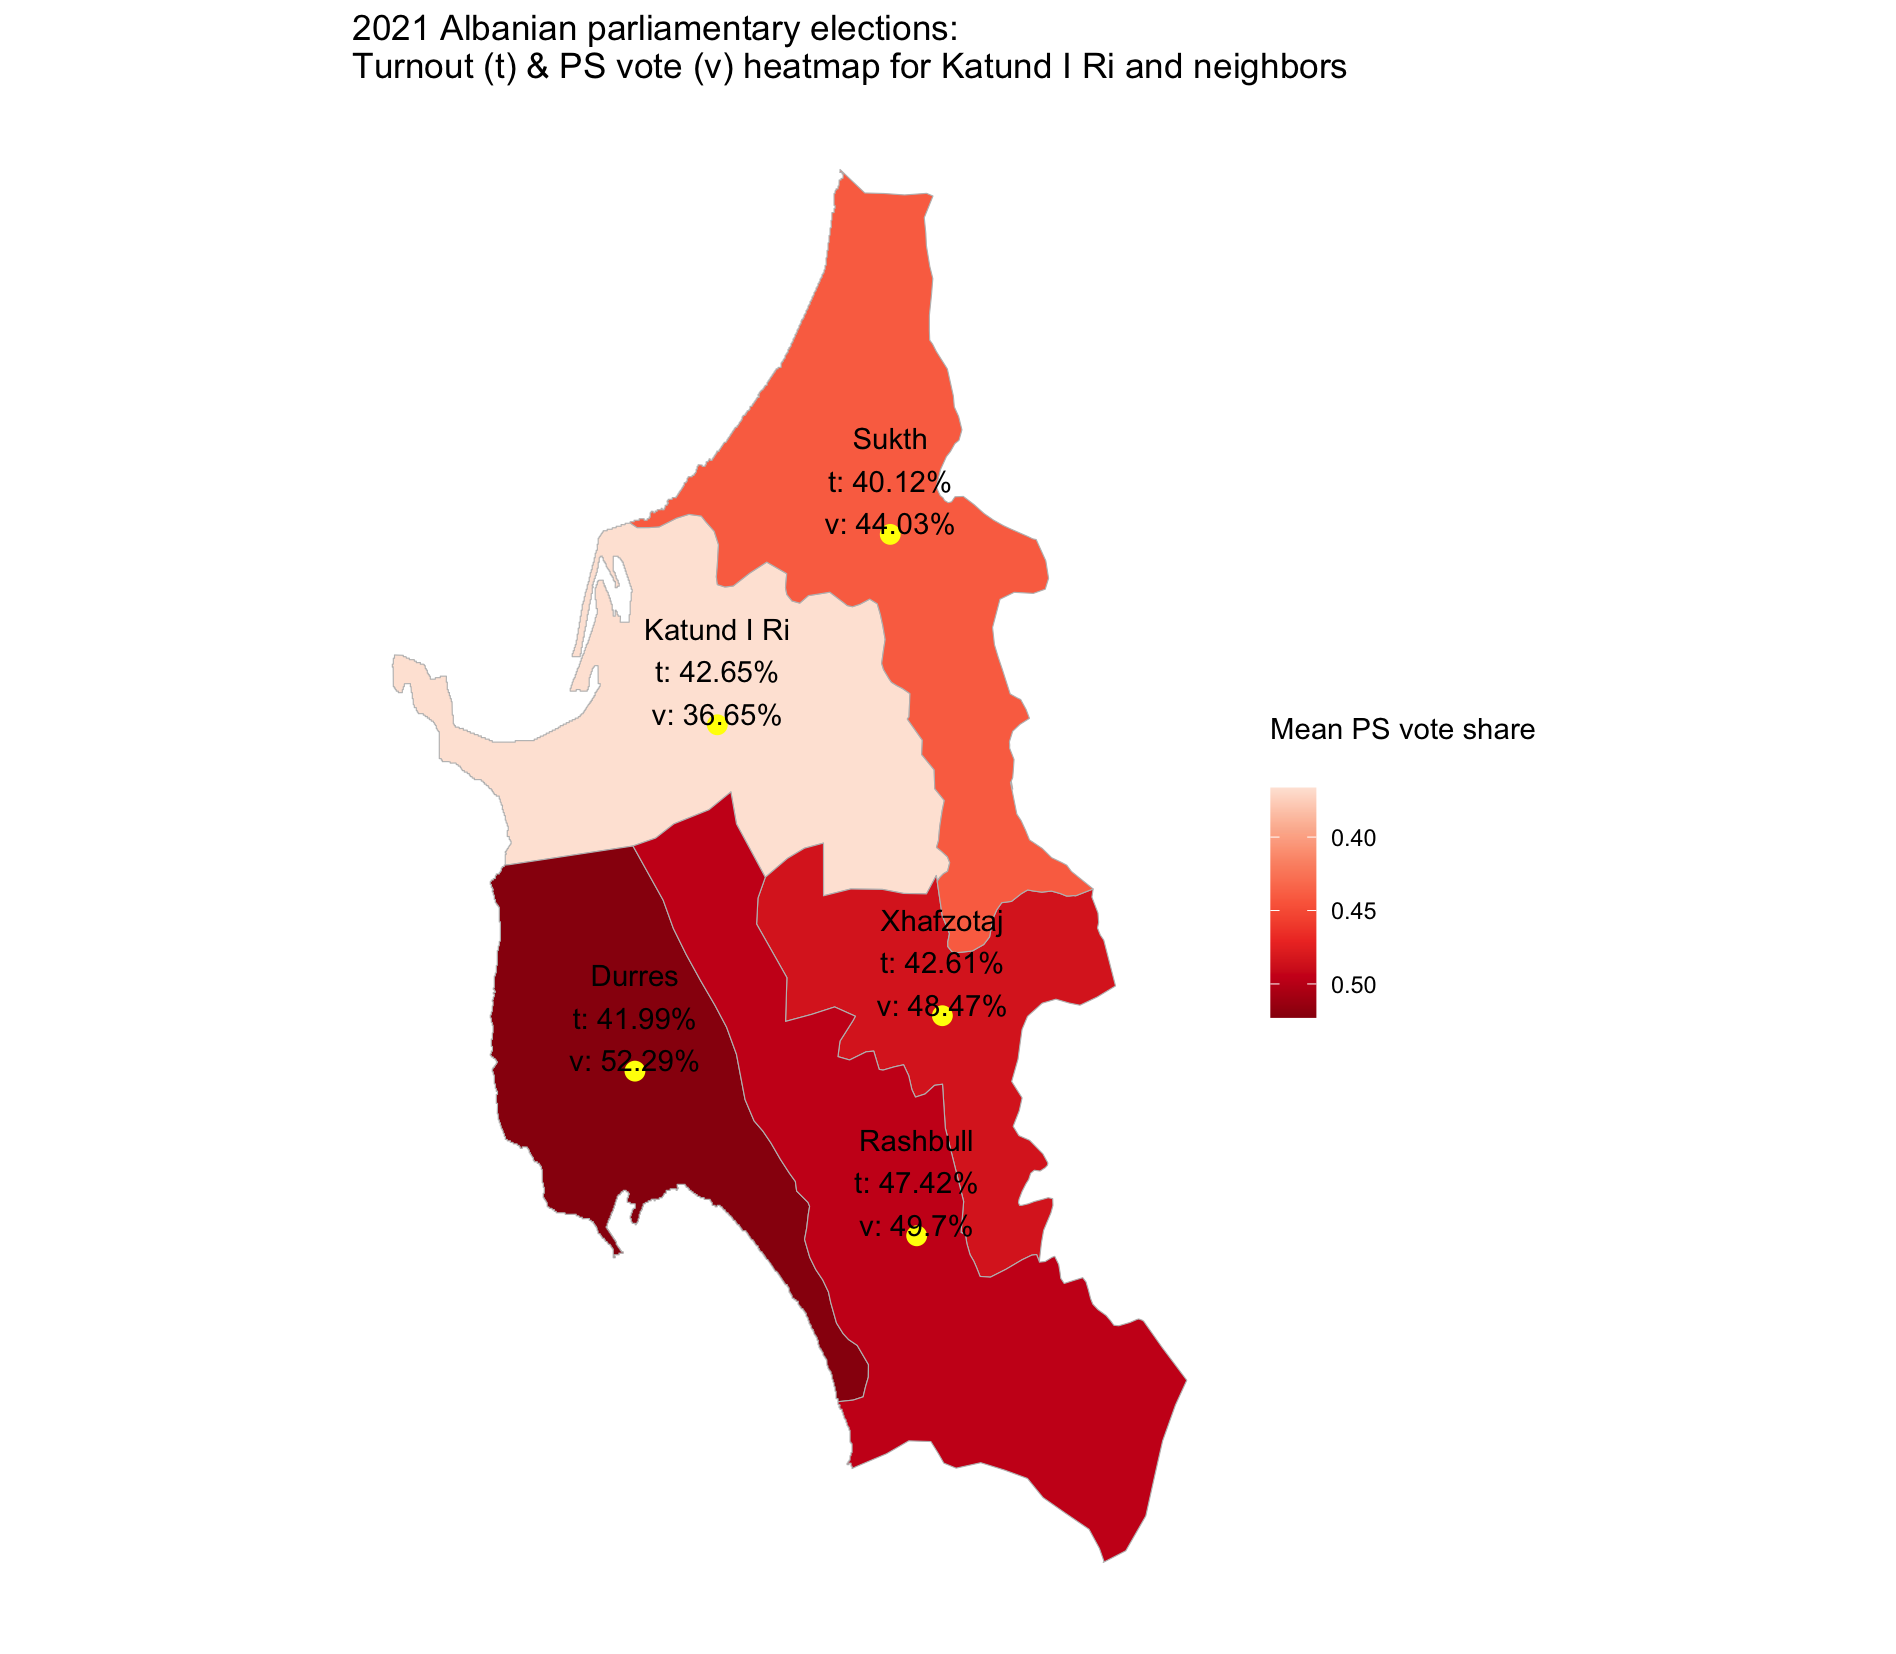 2021 Albanian parliamentary elections:
Turnout (t) & PS vote (v) heatmap for Katund I Ri and neighbors
Sukth
t: 40.12%
v: 44.03%
Katund I Ri
t: 42.65%
v: 36.65%
Mean PS vote share
0.40
0.45
0.50
Xhafzotaj
t: 42.61%
v: 48.47%
Durres
t: 41.99%
v: 52.29%
Rashbull
t: 47.42%
v: 49.7%